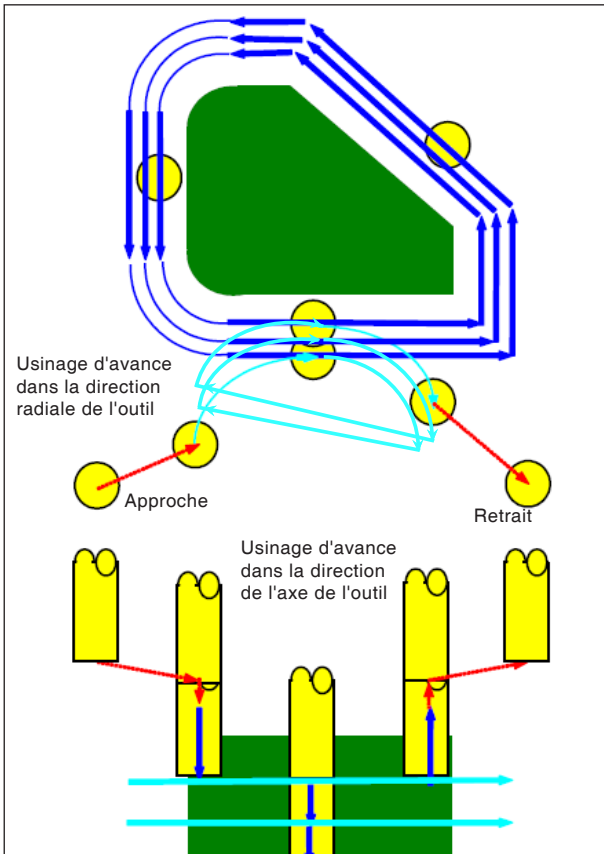 Usinage d'avance
dans la direction
radiale de l'outil
Approche
Retrait
Usinage d'avance
dans la direction
de l'axe de l'outil